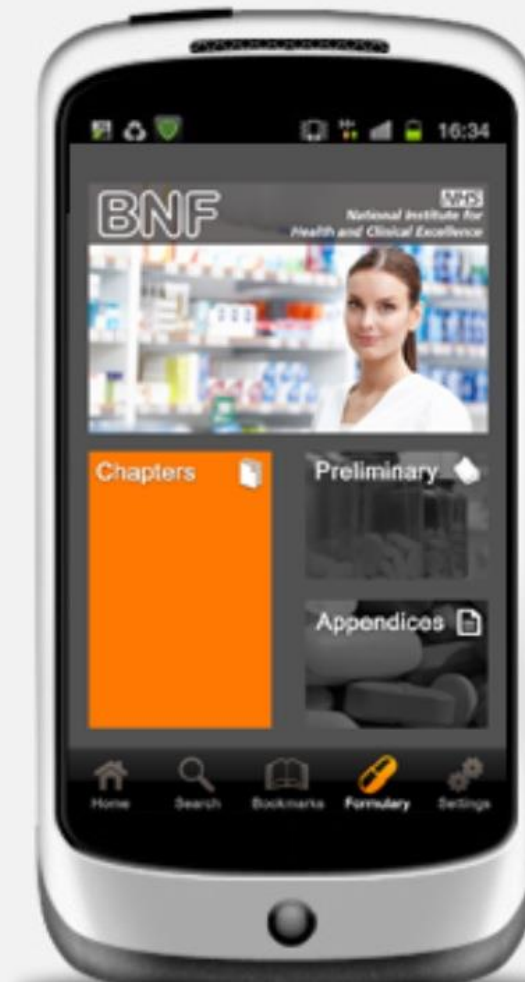 16:34
BNF
NHS
National Institute for
Health and Clinical Excellence
Chapters
Preliminary
Appendices
Home Search Bookmarks Formulary Settings